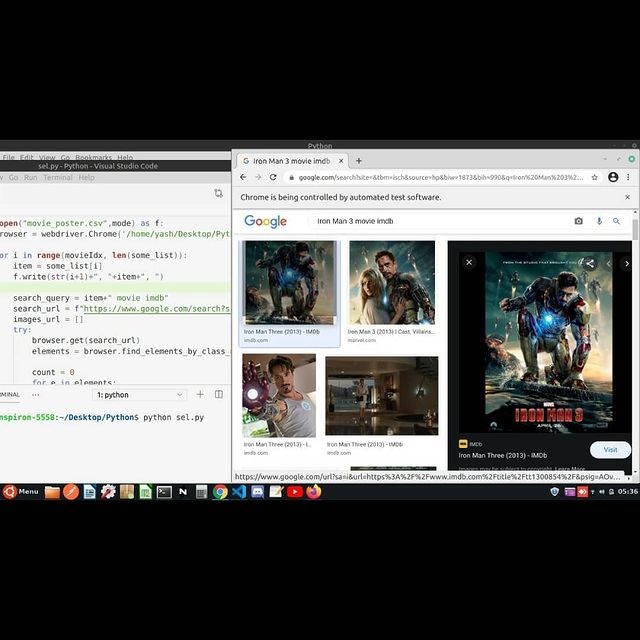 Python
File Edit View Go Bookmarks Help
sel.py - Python - Visual Studio Code
Go Run Terminal Help
open("movie_poster.csv",mode) as f:
rowser = webdriver.Chrome('/home/yash/Desktop/Pyt
or i in range(movieIdx, len(some_list)):
item = some_list[i]
f.write(str(i+1)+", "+item+", ")
search_query = item+" movie imdb"
search_url = f"https://www.google.com/search?s
images_url = []
try:
browser.get(search_url)
elements = browser.find_elements_by_class_
count = 0
for e in elements:
MINAL ... 1: python
nspiron-5558:~/Desktop/Python$ python sel.py
Menu
Iron Man 3 movie imdb
google.com/search?site=&tbm=isch&source=hp&biw=1873&bih=990&q=Iron%20Man%203%2...
Chrome is being controlled by automated test software.
Google
Iron Man 3 movie imdb
Iron Man Three (2013) - IMDb
imdb.com
Iron Man 3 (2013) | Cast, Villains...
marvel.com
Iron Man Three (2013) - I...
imdb.com
Iron Man Three (2013) - IMDb
imdb.com
FROM THE STUDIO THAT BROUGHT YOU
MARVEL
IRON MAN 3
APRIL 26
IMDb
Iron Man Three (2013) - IMDb
Visit
Images may be subject to copyright. Learn More
https://www.google.com/url?sa=i&url=https%3A%2F%2Fwww.imdb.com%2Ftitle%2Ftt1300854%2F&psig=AOv...
05:36